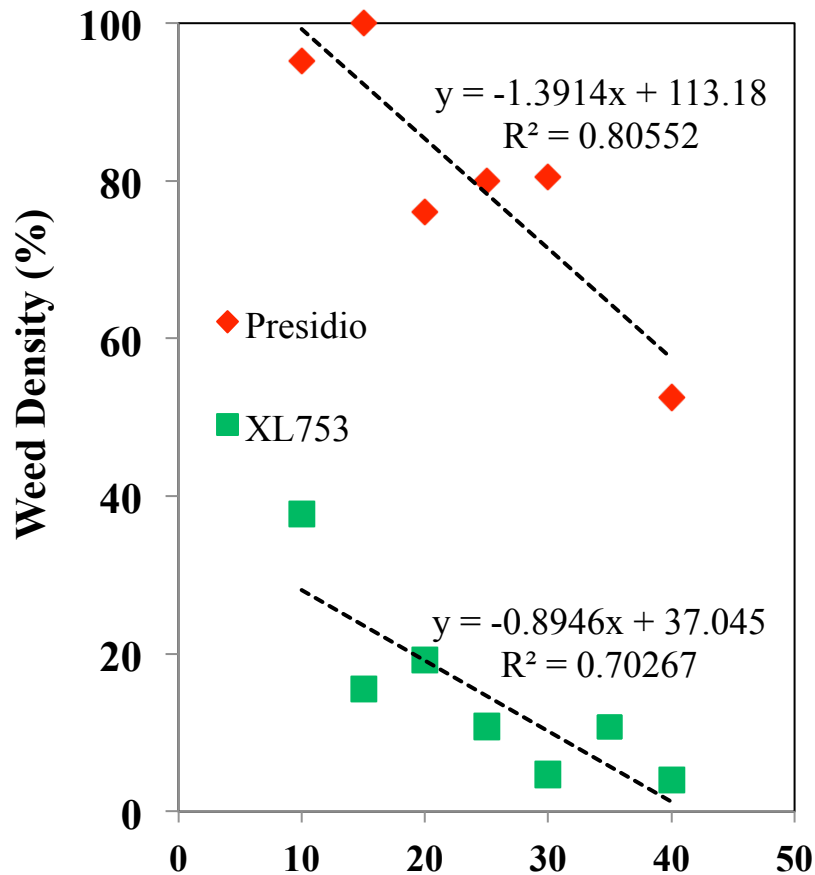 100
y = -1.3914x + 113.18
R² = 0.80552
80
Weed Density (%)
60
Presidio
XL753
40
y = -0.8946x + 37.045
R² = 0.70267
20
0
0 10 20 30 40 50